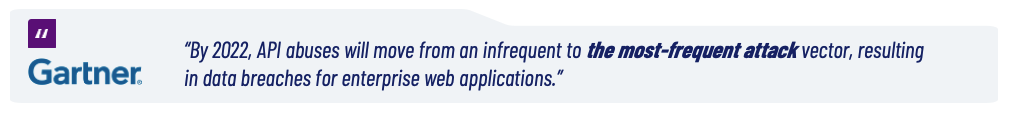 "
Gartner®
“By 2022, API abuses will move from an infrequent to the most-frequent attack vector, resulting
in data breaches for enterprise web applications.”